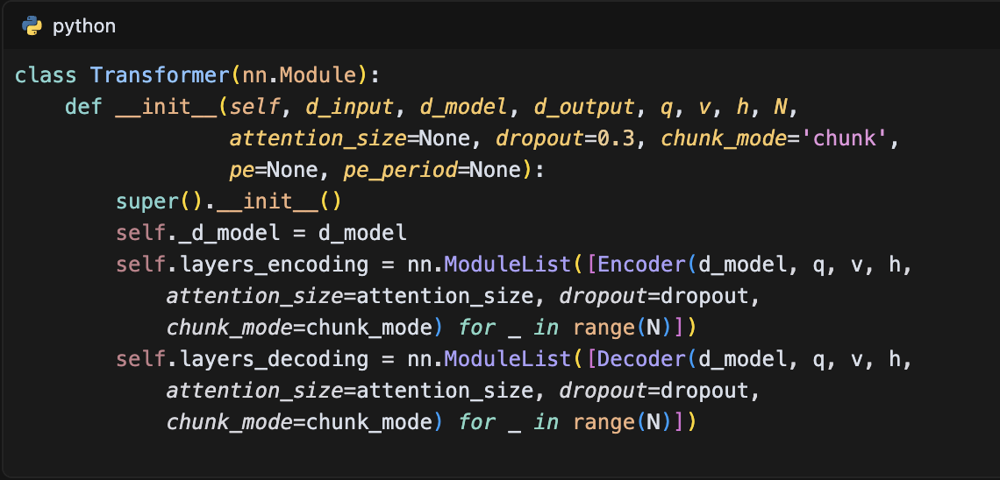 python
class Transformer(nn.Module):
    def __init__(self, d_input, d_model, d_output, q, v, h, N,
                 attention_size=None, dropout=0.3, chunk_mode='chunk',
                 pe=None, pe_period=None):
        super().__init__()
        self._d_model = d_model
        self.layers_encoding = nn.ModuleList([Encoder(d_model, q, v, h,
            attention_size=attention_size, dropout=dropout,
            chunk_mode=chunk_mode) for _ in range(N)])
        self.layers_decoding = nn.ModuleList([Decoder(d_model, q, v, h,
            attention_size=attention_size, dropout=dropout,
            chunk_mode=chunk_mode) for _ in range(N)])